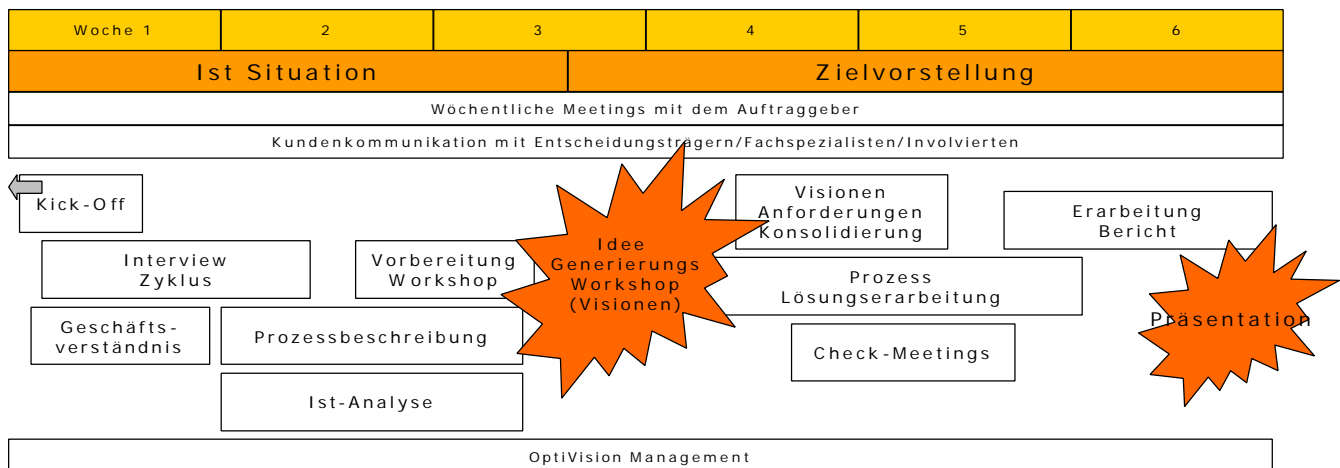 Woche 1
2
3
4
5
6
Ist Situation
Zielvorstellung
Wöchentliche Meetings mit dem Auftraggeber
Kundenkommunikation mit Entscheidungsträgern/Fachspezialisten/Involvierten
Kick-Off
Visionen
Anforderungen
Konsolidierung
Erarbeitung
Bericht
Interview
Zyklus
Vorbereitung
Workshop
Idee
Generierungs
Workshop
(Visionen)
Prozess
Lösungserarbeitung
Geschäfts-
verständnis
Prozessbeschreibung
Check-Meetings
Präsentation
Ist-Analyse
OptiVision Management